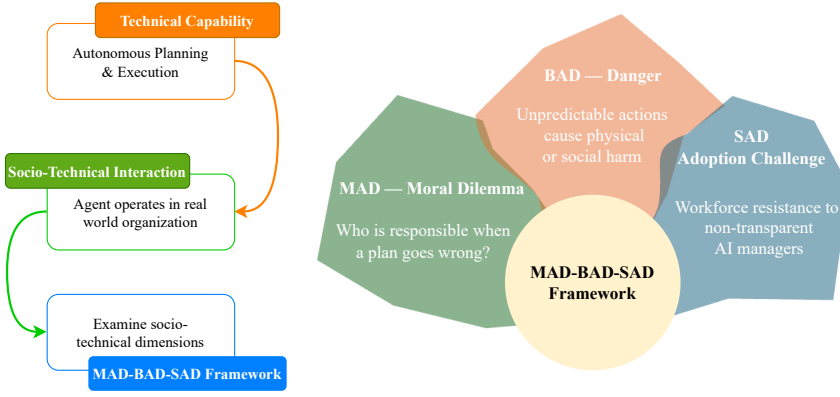 Technical Capability
Autonomous Planning
& Execution
Socio-Technical Interaction
Agent operates in real
world organization
Examine socio-
technical dimensions
MAD-BAD-SAD Framework
BAD — Danger
Unpredictable actions
cause physical
or social harm
SAD
Adoption Challenge
Workforce resistance to
non-transparent
AI managers
MAD — Moral Dilemma
Who is responsible when
a plan goes wrong?
MAD-BAD-SAD
Framework